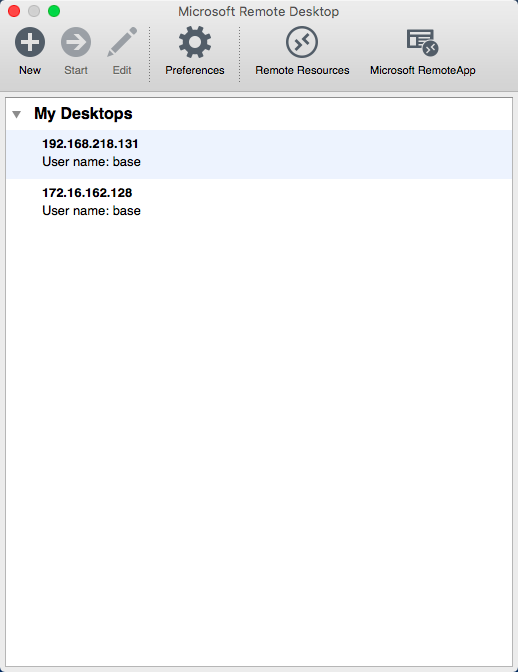 Microsoft Remote Desktop
New Start Edit Preferences Remote Resources Microsoft RemoteApp
My Desktops
192.168.218.131
User name: base
172.16.162.128
User name: base